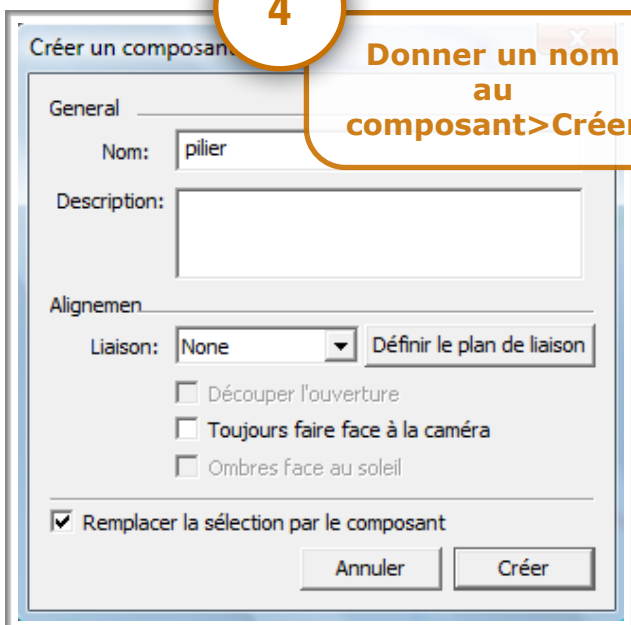 4
Donner un nom
au
composant>Créer
Créer un composant
General
Nom: pilier
Description:
Alignemen
Liaison: None Définir le plan de liaison
Découper l'ouverture
Toujours faire face à la caméra
Ombres face au soleil
Remplacer la sélection par le composant
Annuler Créer